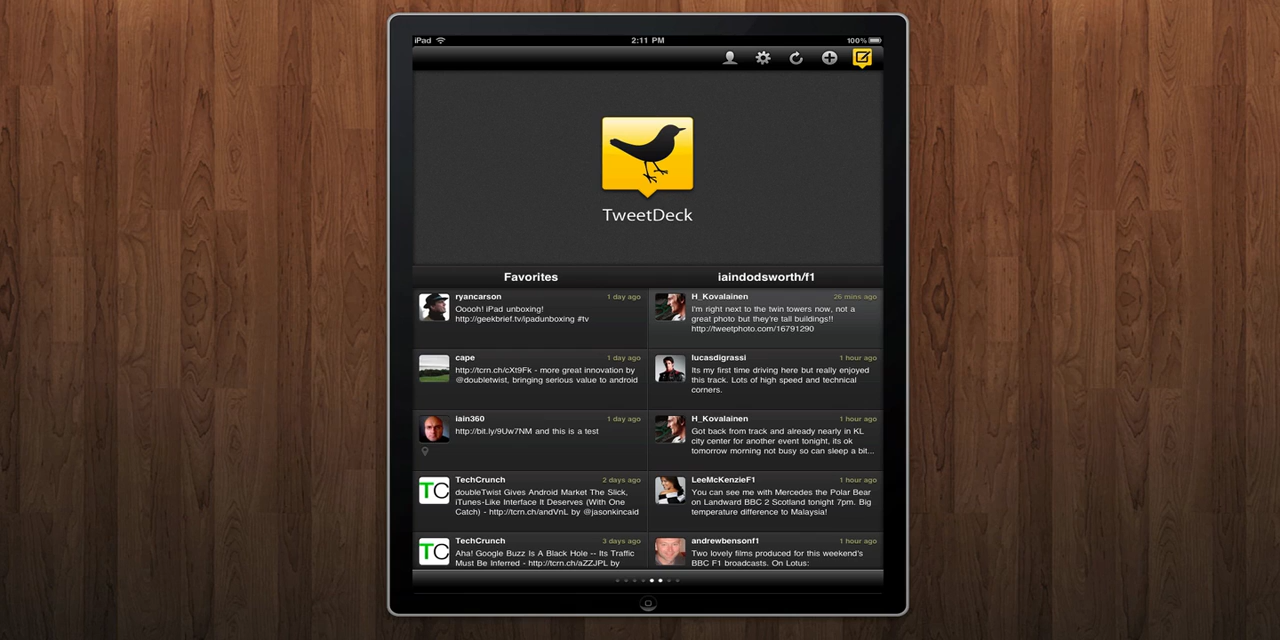 iPad
2:11 PM
100%
TweetDeck
Favorites
ryancarson
1 day ago
Ooooh! iPad unboxing!
http://geekbrief.tv/ipadunboxing #tv
cape
1 day ago
http://tcrn.ch/cXt9Fk - more great innovation by
@doubletwist, bringing serious value to android
iain360
1 day ago
http://bit.ly/9Uw7NM and this is a test
TechCrunch
2 days ago
doubleTwist Gives Android Market The Slick,
iTunes-Like Interface It Deserves (With One
Catch) - http://tcrn.ch/andVnL by @jasonkincaid
TechCrunch
3 days ago
Aha! Google Buzz Is A Black Hole -- Its Traffic
Must Be Inferred - http://tcrn.ch/aZZJPL by
iaindodsworth/f1
H_Kovalainen
26 mins ago
I'm right next to the twin towers now, not a
great photo but they're tall buildings!!
http://tweetphoto.com/16791290
lucasdigrassi
1 hour ago
Its my first time driving here but really enjoyed
this track. Lots of high speed and technical
corners.
H_Kovalainen
1 hour ago
Got back from track and already nearly in KL
city center for another event tonight, its ok
tomorrow morning not busy so can sleep a bit...
LeeMcKenzieF1
1 hour ago
You can see me with Mercedes the Polar Bear
on Landward BBC 2 Scotland tonight 7pm. Big
temperature difference to Malaysia!
andrewbensonf1
1 hour ago
Two lovely films produced for this weekend's
BBC F1 broadcasts. On Lotus:
TC
TC